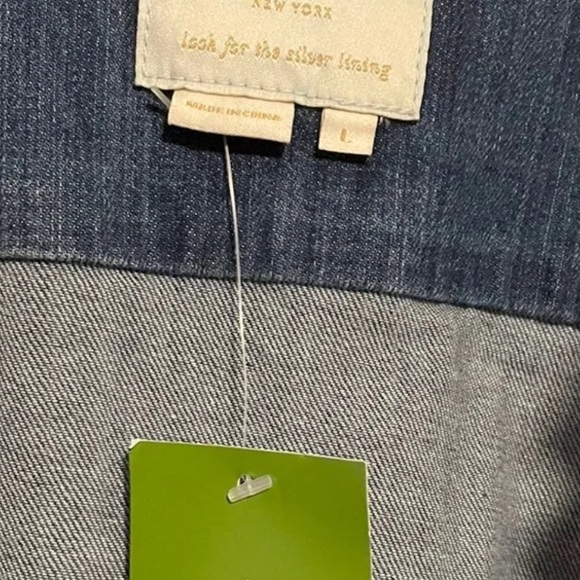 NEW YORK
look for the silver lining
MADE IN CHINA
L